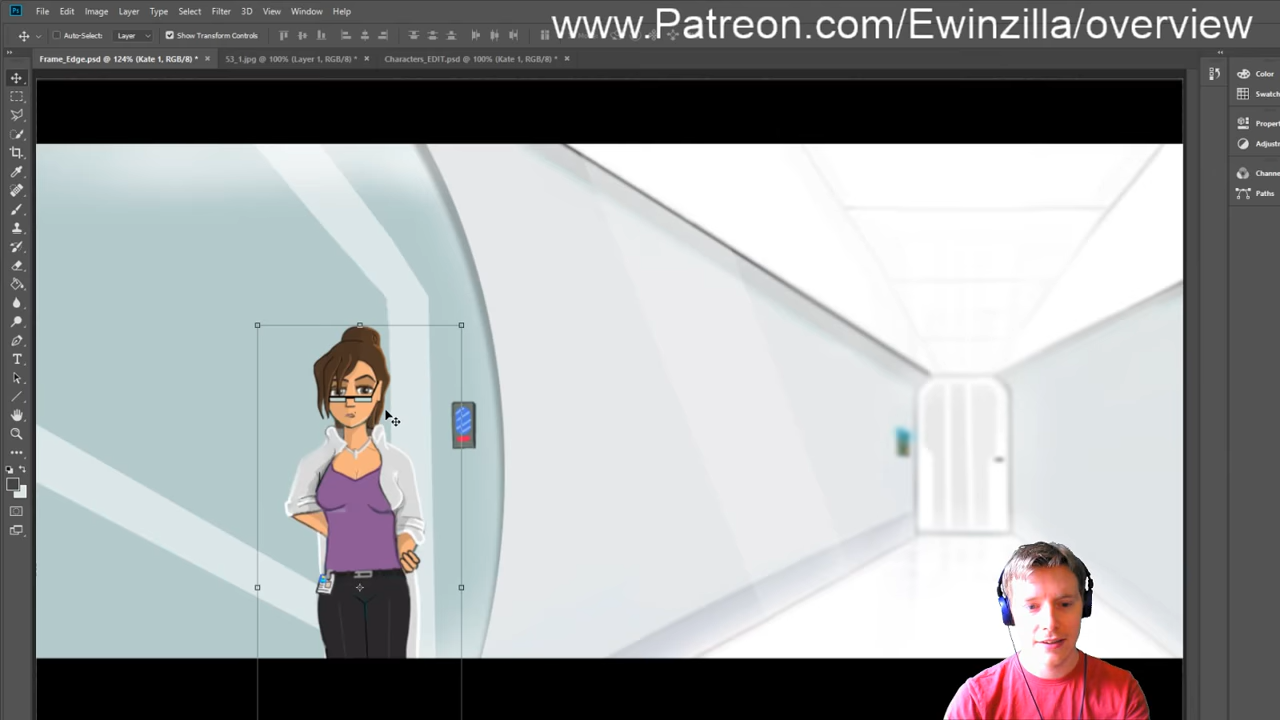 www.Patreon.com/Ewinzilla/overview
Ps File Edit Image Layer Type Select Filter 3D View Window Help
Auto-Select: Layer Show Transform Controls
Frame_Edge.psd @ 124% (Kate 1, RGB/8) * × 53_1.jpg @ 100% (Layer 1, RGB/8) * × Characters_EDIT.psd @ 100% (Kate 1, RGB/8) * ×
Color
Swatch
Propert
Adjustr
Channe
Paths